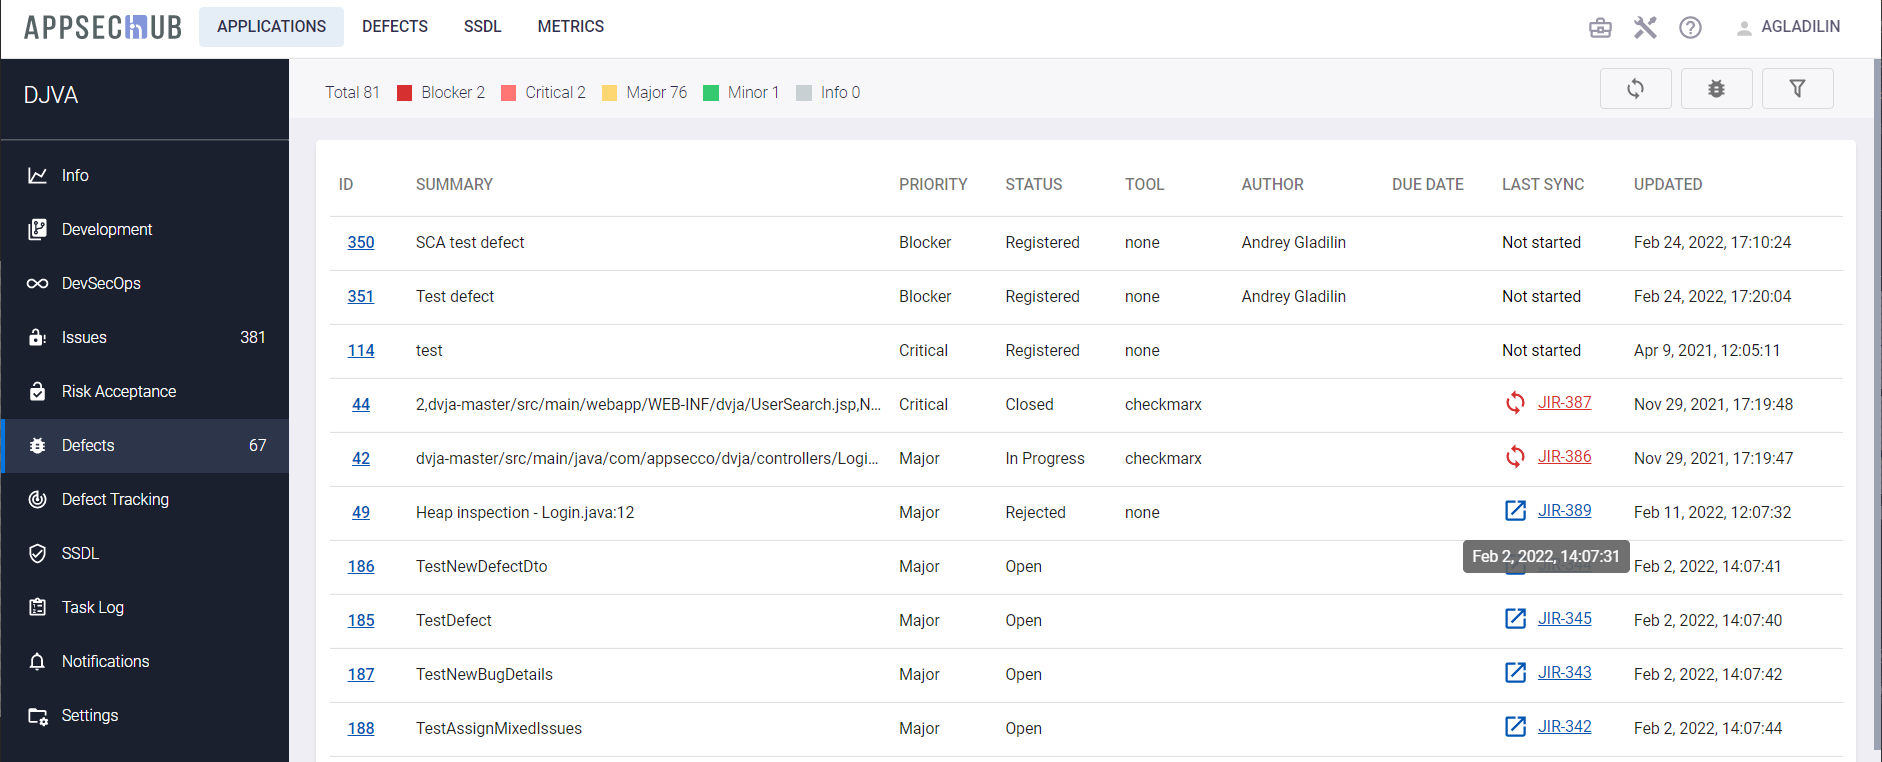 APPSECHUB APPLICATIONS DEFECTS SSDL METRICS AGLADILIN
DJVA
Total 81 Blocker 2 Critical 2 Major 76 Minor 1 Info 0
Info
Development
DevSecOps
Issues 381
Risk Acceptance
Defects 67
Defect Tracking
SSDL
Task Log
Notifications
Settings
ID SUMMARY PRIORITY STATUS TOOL AUTHOR DUE DATE LAST SYNC UPDATED
350 SCA test defect Blocker Registered none Andrey Gladilin Not started Feb 24, 2022, 17:10:24
351 Test defect Blocker Registered none Andrey Gladilin Not started Feb 24, 2022, 17:20:04
114 test Critical Registered none Not started Apr 9, 2021, 12:05:11
44 2,dvja-master/src/main/webapp/WEB-INF/dvja/UserSearch.jsp,N... Critical Closed checkmarx JIR-387 Nov 29, 2021, 17:19:48
42 dvja-master/src/main/java/com/appsecco/dvja/controllers/Logi... Major In Progress checkmarx JIR-386 Nov 29, 2021, 17:19:47
49 Heap inspection - Login.java:12 Major Rejected none JIR-389 Feb 11, 2022, 12:07:32
Feb 2, 2022, 14:07:31
186 TestNewDefectDto Major Open Feb 2, 2022, 14:07:41
185 TestDefect Major Open JIR-345 Feb 2, 2022, 14:07:40
187 TestNewBugDetails Major Open JIR-343 Feb 2, 2022, 14:07:42
188 TestAssignMixedIssues Major Open JIR-342 Feb 2, 2022, 14:07:44